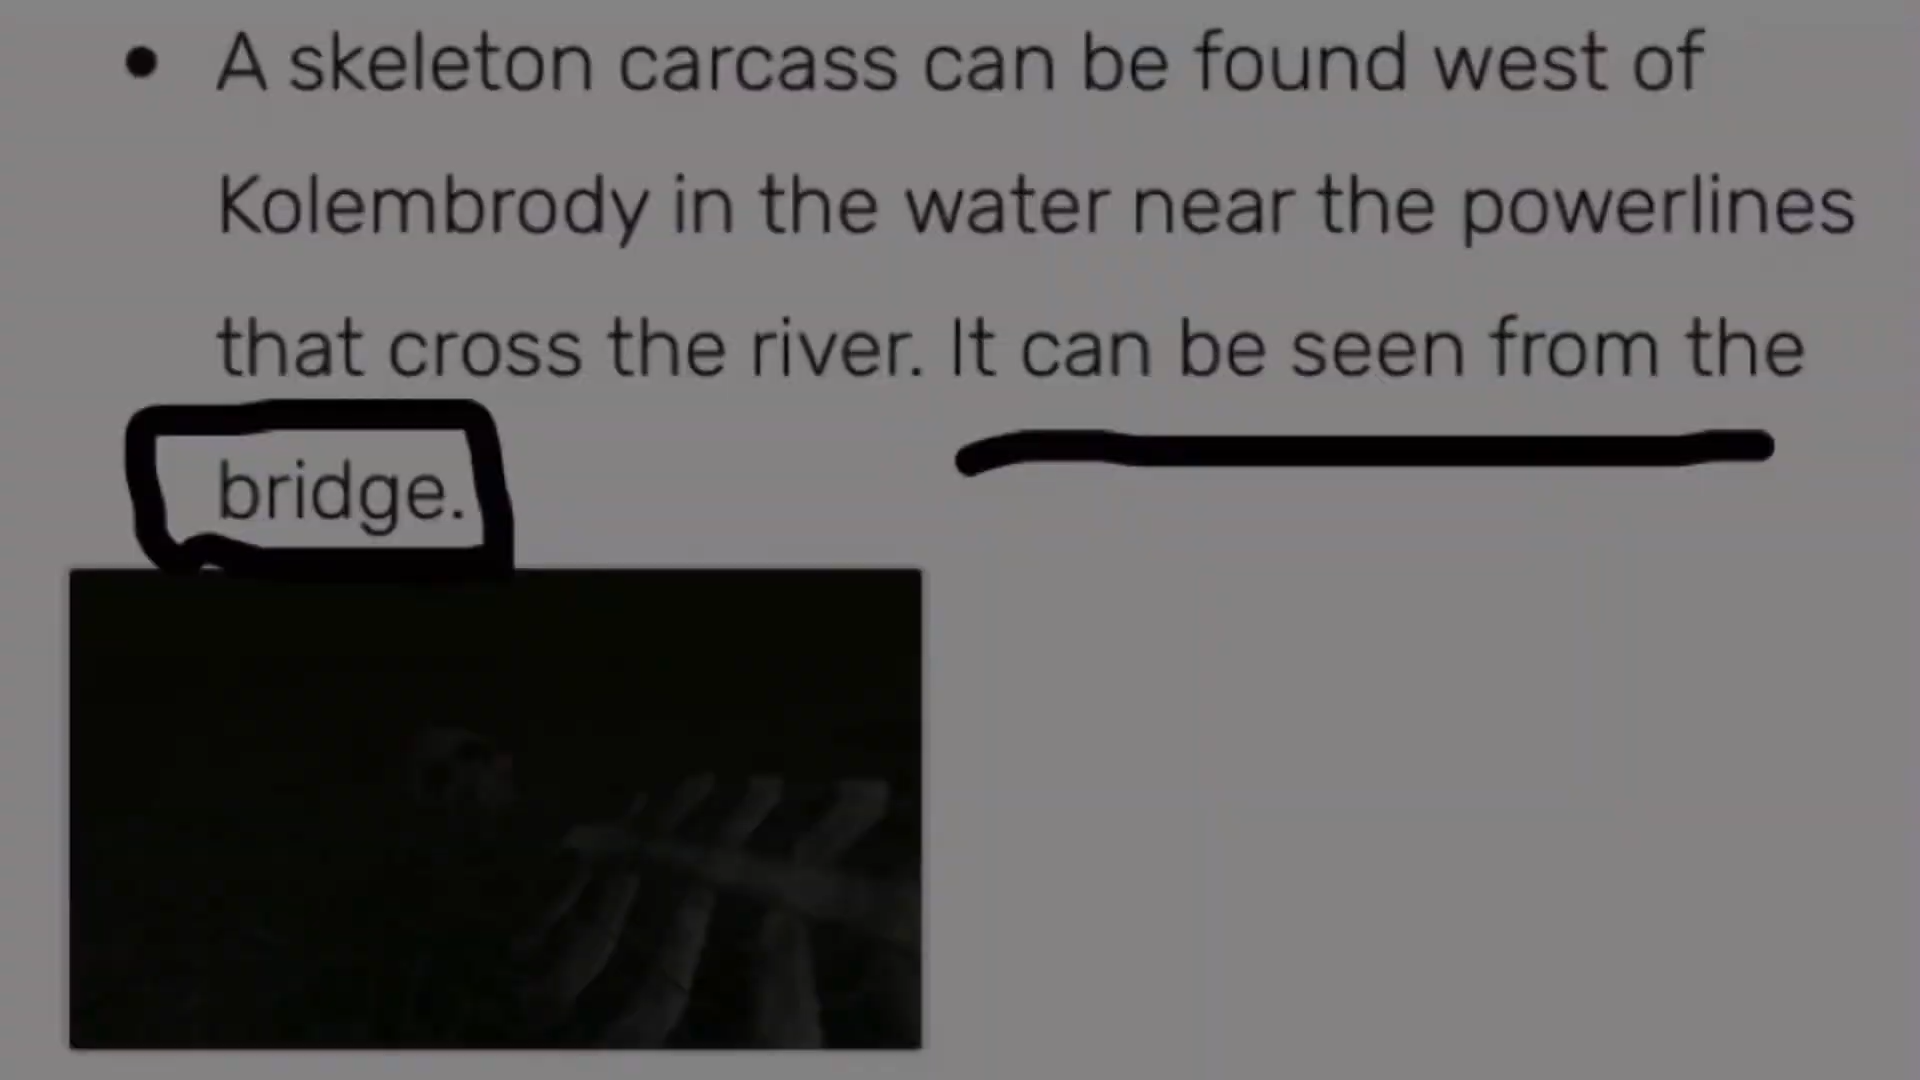 A skeleton carcass can be found west of
Kolembrody in the water near the powerlines
that cross the river. It can be seen from the
bridge.